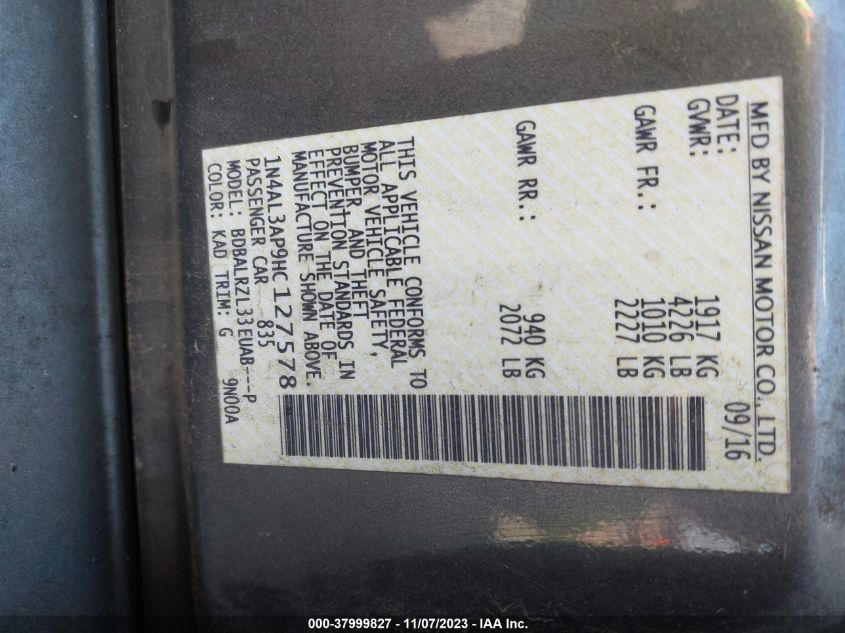 MFD BY NISSAN MOTOR CO., LTD.
DATE: 09/16
GVWR: 1917 KG
4226 LB
GAWR FR.: 1010 KG
2227 LB
GAWR RR.: 940 KG
2072 LB
THIS VEHICLE CONFORMS TO
ALL APPLICABLE FEDERAL
MOTOR VEHICLE SAFETY,
BUMPER, AND THEFT
PREVENTION STANDARDS IN
EFFECT ON THE DATE OF
MANUFACTURE SHOWN ABOVE.
1N4AL3AP9HC127578
PASSENGER CAR 835
MODEL: BDBALRZL33EUAB---P
COLOR: KAD TRIM: G 9N00A
000-37999827 - 11/07/2023 - IAA Inc.